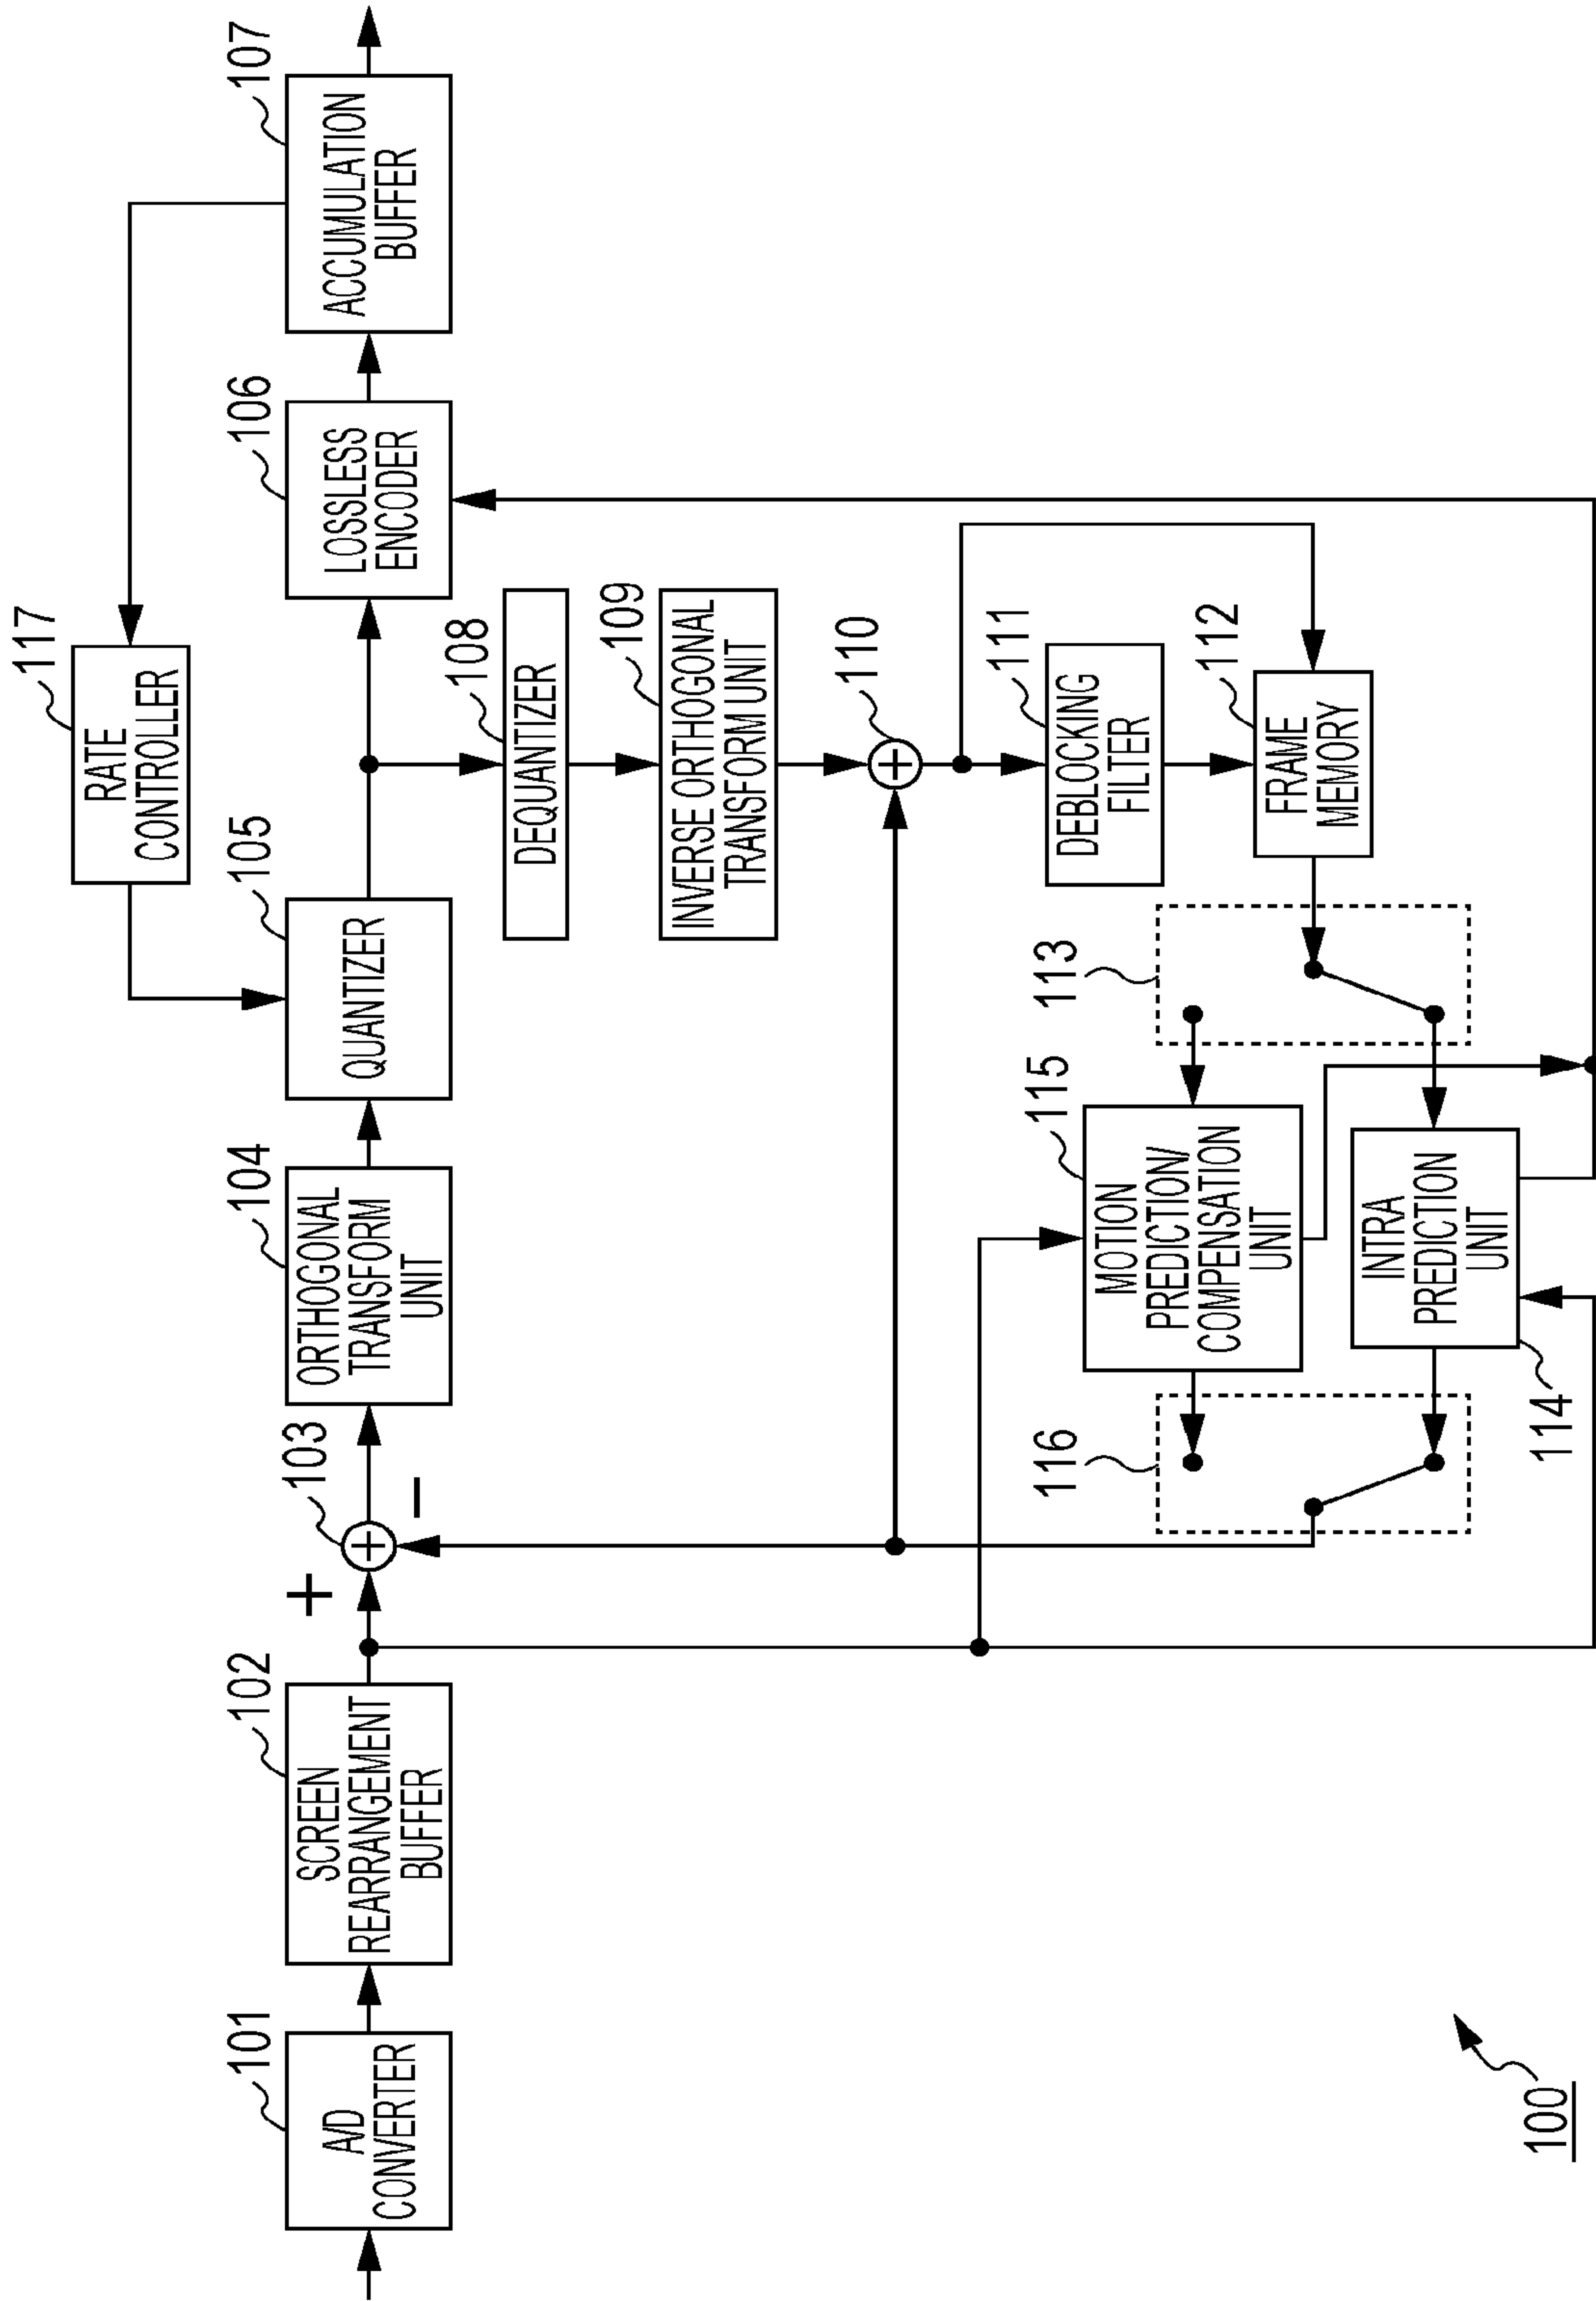 117
RATE
CONTROLLER
101
A/D
CONVERTER
102
SCREEN
REARRANGEMENT
BUFFER
+
103
−
104
ORTHOGONAL
TRANSFORM
UNIT
105
QUANTIZER
106
LOSSLESS
ENCODER
107
ACCUMULATION
BUFFER
108
DEQUANTIZER
109
INVERSE ORTHOGONAL
TRANSFORM UNIT
110
111
DEBLOCKING
FILTER
112
FRAME
MEMORY
116
115
MOTION
PREDICTION/
COMPENSATION
UNIT
113
INTRA
PREDICTION
UNIT
114
100